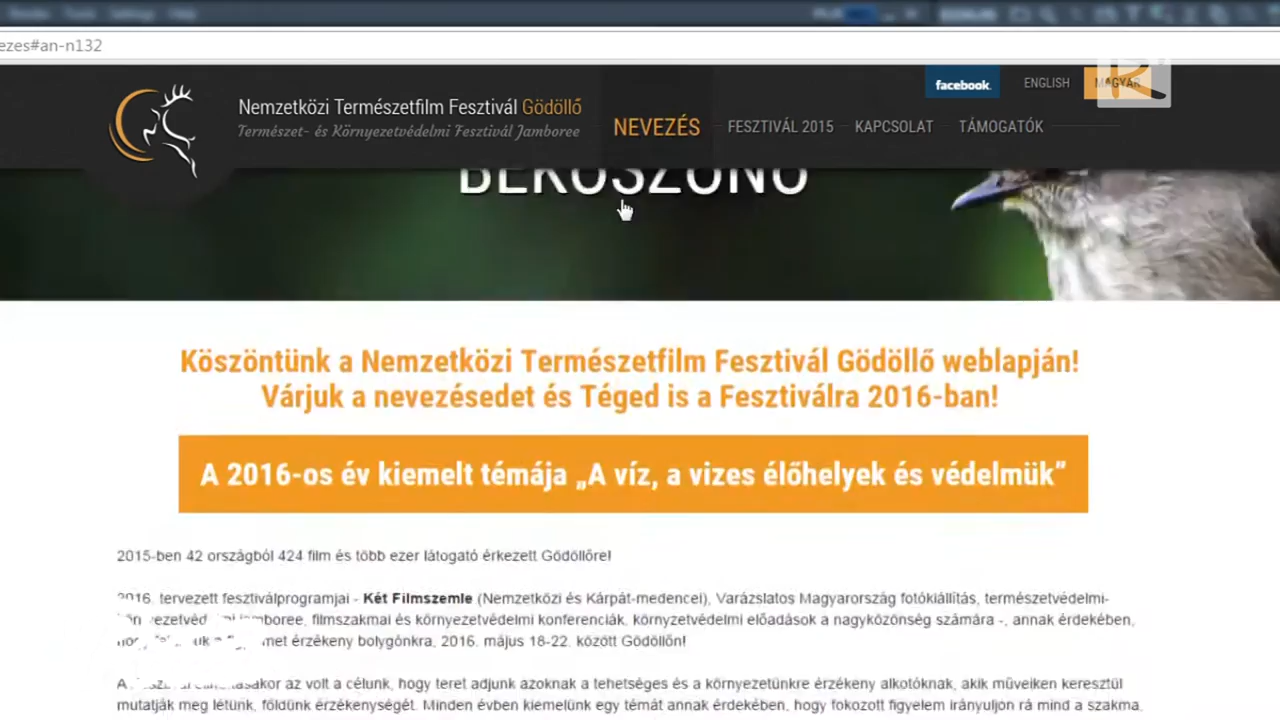 ezes#an-n132
facebook.
ENGLISH
MAGYAR
Nemzetközi Természetfilm Fesztivál Gödöllő
Természet- és Környezetvédelmi Fesztivál Jamboree
NEVEZÉS
FESZTIVÁL 2015
KAPCSOLAT
TÁMOGATÓK
BEKÖSZÖNŐ
Köszöntünk a Nemzetközi Természetfilm Fesztivál Gödöllő weblapján!
Várjuk a nevezésedet és Téged is a Fesztiválra 2016-ban!
A 2016-os év kiemelt témája „A víz, a vizes élőhelyek és védelmük”
2015-ben 42 országból 424 film és több ezer látogató érkezett Gödöllőre!
2016. tervezett fesztiválprogramjai - Két Filmszemle (Nemzetközi és Kárpát-medencei), Varázslatos Magyarország fotókiállítás, természetvédelmi-
jamboree, filmszakmai és környezetvédelmi konferenciák, környezetvédelmi előadások a nagyközönség számára -, annak érdekében,
érzékeny bolygónkra, 2016. május 18-22. között Gödöllőn!
A az volt a célunk, hogy teret adjunk azoknak a tehetséges és a környezetünkre érzékeny alkotóknak, akik műveiken keresztül
mutatják meg létünk, földünk érzékenységét. Minden évben kiemelünk egy témát annak érdekében, hogy fokozott figyelem irányuljon rá mind a szakma,